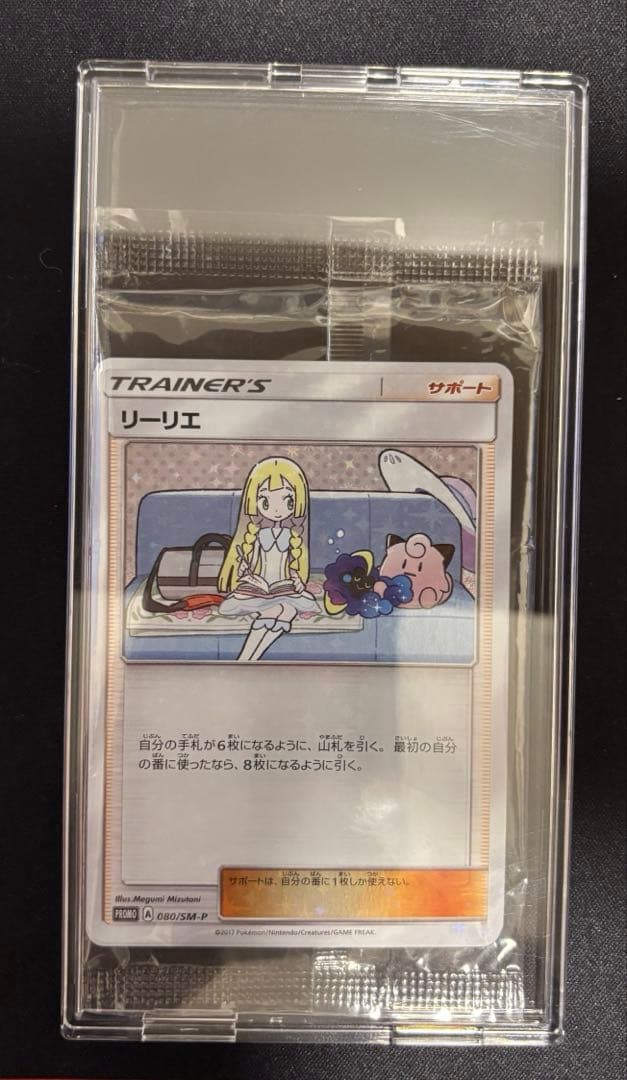 TRAINER'S
サポート
リーリエ
自分の手札が6枚になるように、山札を引く。最初の自分
の番に使ったなら、8枚になるように引く。
サポートは、自分の番に1枚しか使えない。
Illus.Megumi Mizutani
PROMO A 080/SM-P
©2017 Pokémon/Nintendo/Creatures/GAME FREAK.